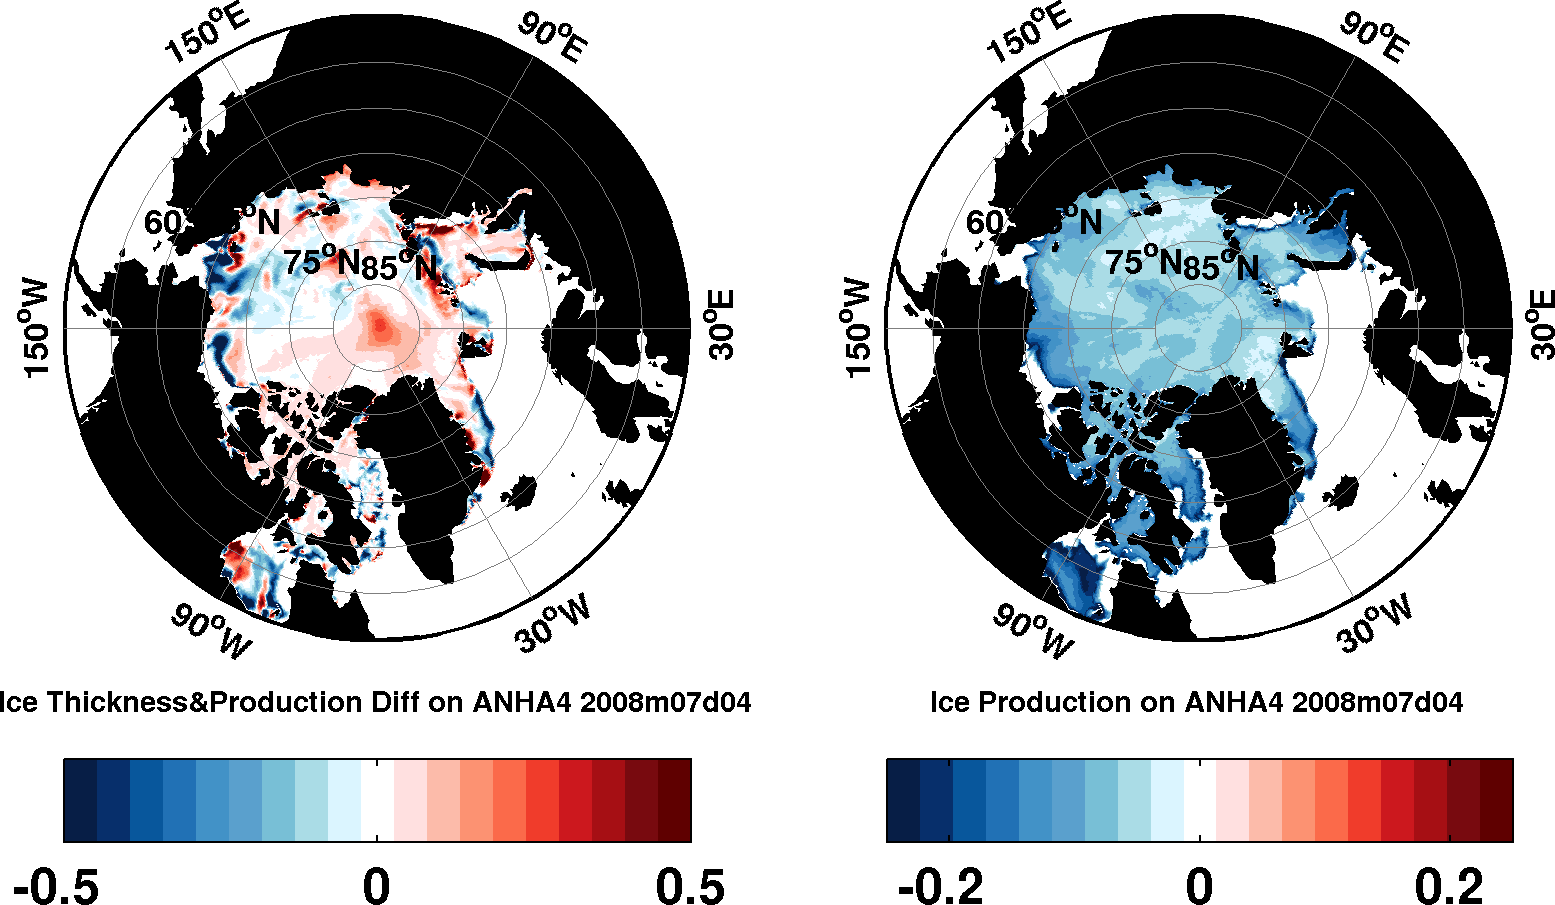 150°E 90°E 150°E 90°E
60 °N 60 °N
75°N 85°N 75°N 85°N
150°W 30°E 150°W 30°E
90°W 30°W 90°W 30°W
Ice Thickness&Production Diff on ANHA4 2008m07d04 Ice Production on ANHA4 2008m07d04
-0.5 0 0.5 -0.2 0 0.2